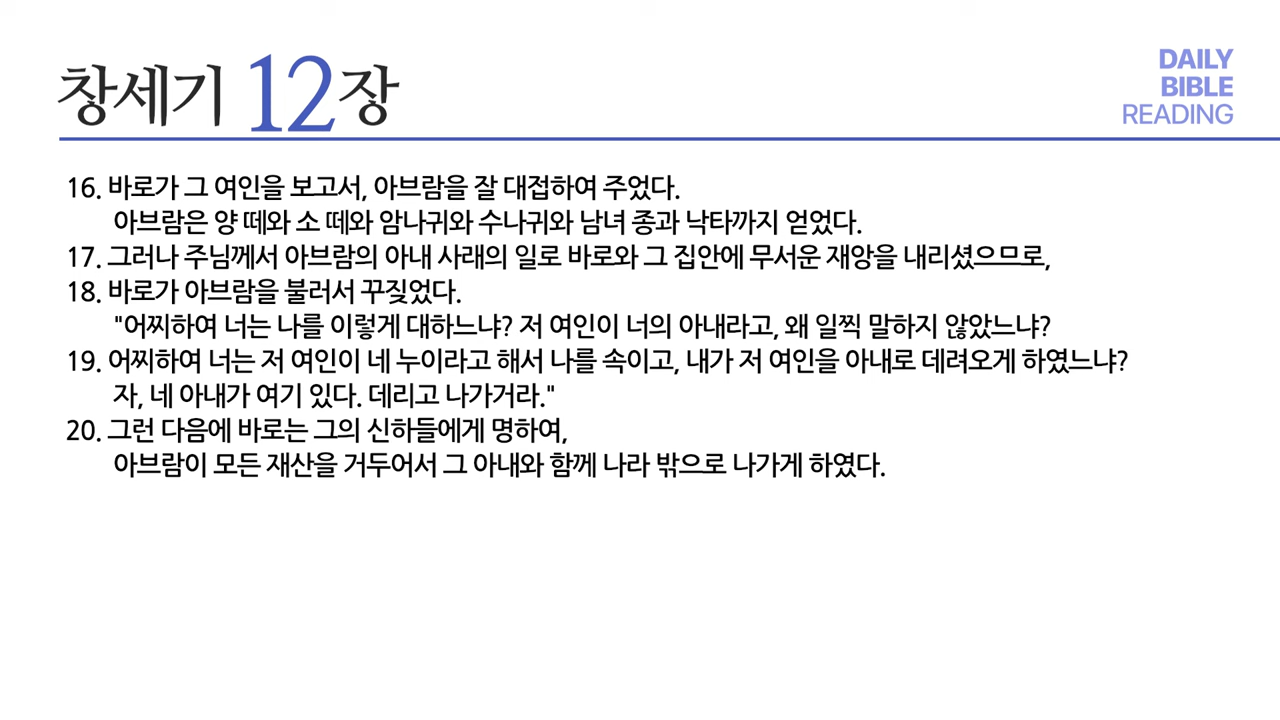 창세기 12장
DAILY
BIBLE
READING
16. 바로가 그 여인을 보고서, 아브람을 잘 대접하여 주었다.
아브람은 양 떼와 소 떼와 암나귀와 수나귀와 남녀 종과 낙타까지 얻었다.
17. 그러나 주님께서 아브람의 아내 사래의 일로 바로와 그 집안에 무서운 재앙을 내리셨으므로,
18. 바로가 아브람을 불러서 꾸짖었다.
"어찌하여 너는 나를 이렇게 대하느냐? 저 여인이 너의 아내라고, 왜 일찍 말하지 않았느냐?
19. 어찌하여 너는 저 여인이 네 누이라고 해서 나를 속이고, 내가 저 여인을 아내로 데려오게 하였느냐?
자, 네 아내가 여기 있다. 데리고 나가거라."
20. 그런 다음에 바로는 그의 신하들에게 명하여,
아브람이 모든 재산을 거두어서 그 아내와 함께 나라 밖으로 나가게 하였다.